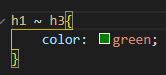 h1 ~ h3{
    color: green;
}